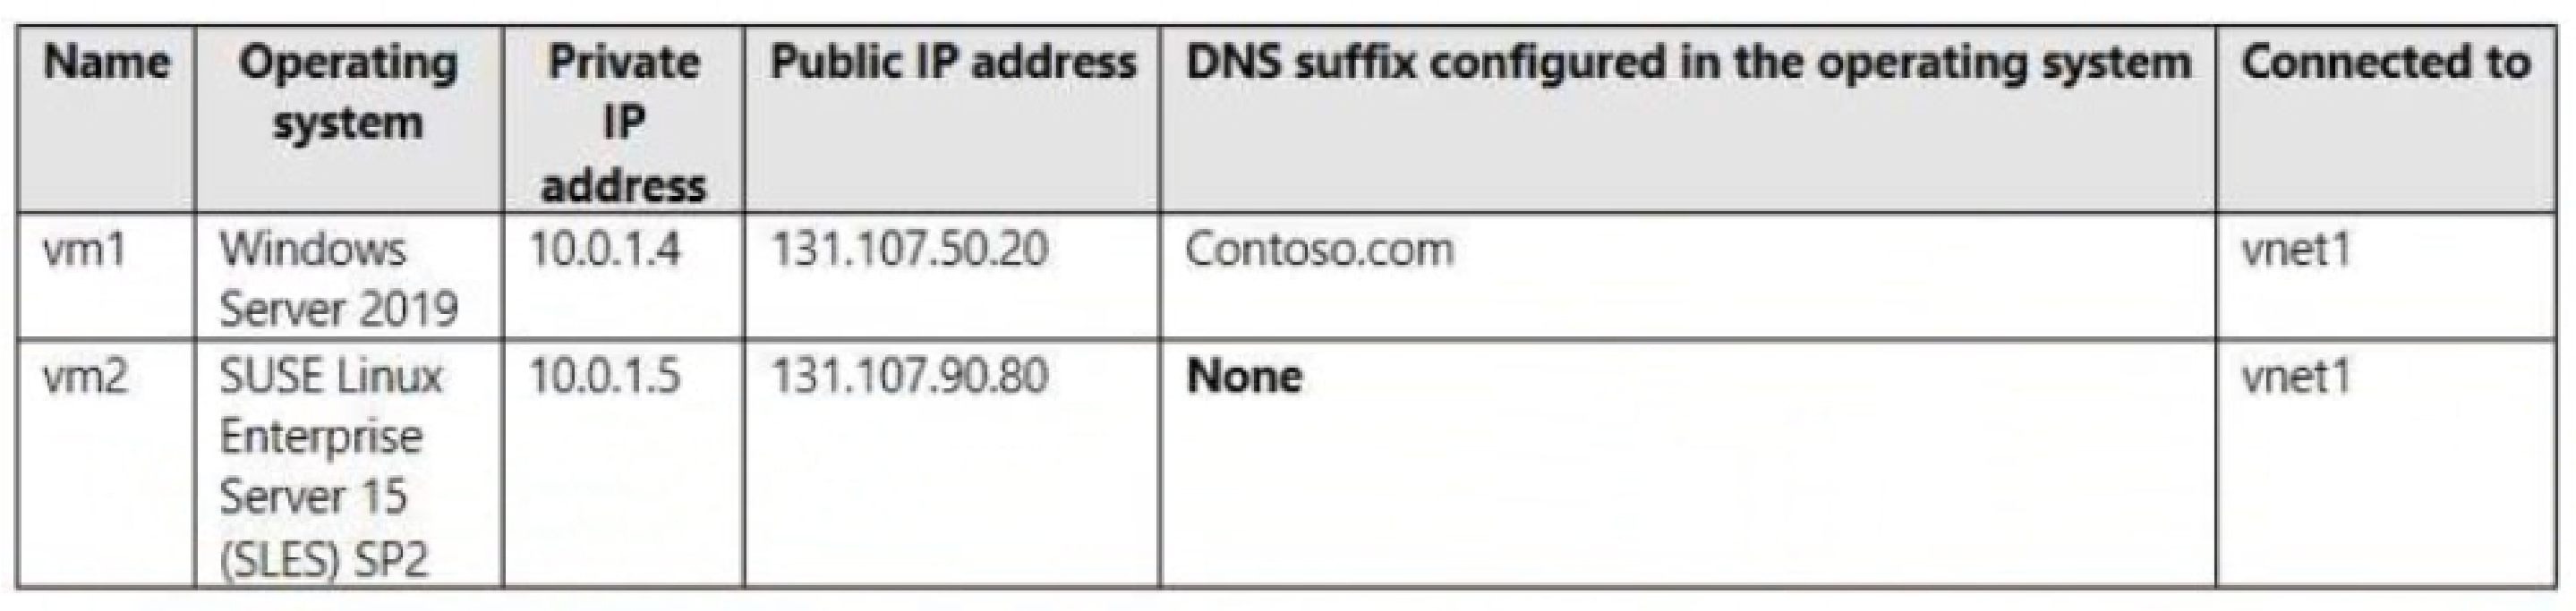 Name Operating system Private IP address Public IP address DNS suffix configured in the operating system Connected to
vm1 Windows Server 2019 10.0.1.4 131.107.50.20 Contoso.com vnet1
vm2 SUSE Linux Enterprise Server 15 (SLES) SP2 10.0.1.5 131.107.90.80 None vnet1